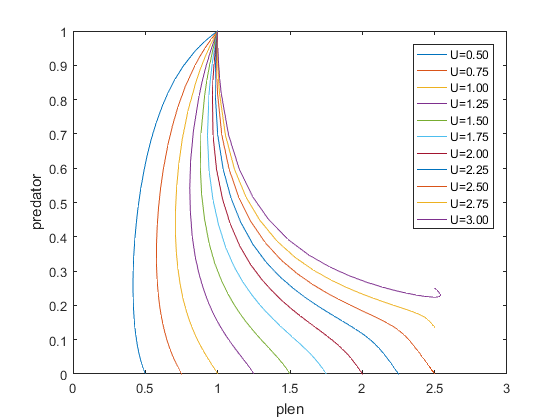 1
0.9
0.8
0.7
0.6
0.5
0.4
0.3
0.2
0.1
0
predator
0 0.5 1 1.5 2 2.5 3
plen
U=0.50
U=0.75
U=1.00
U=1.25
U=1.50
U=1.75
U=2.00
U=2.25
U=2.50
U=2.75
U=3.00